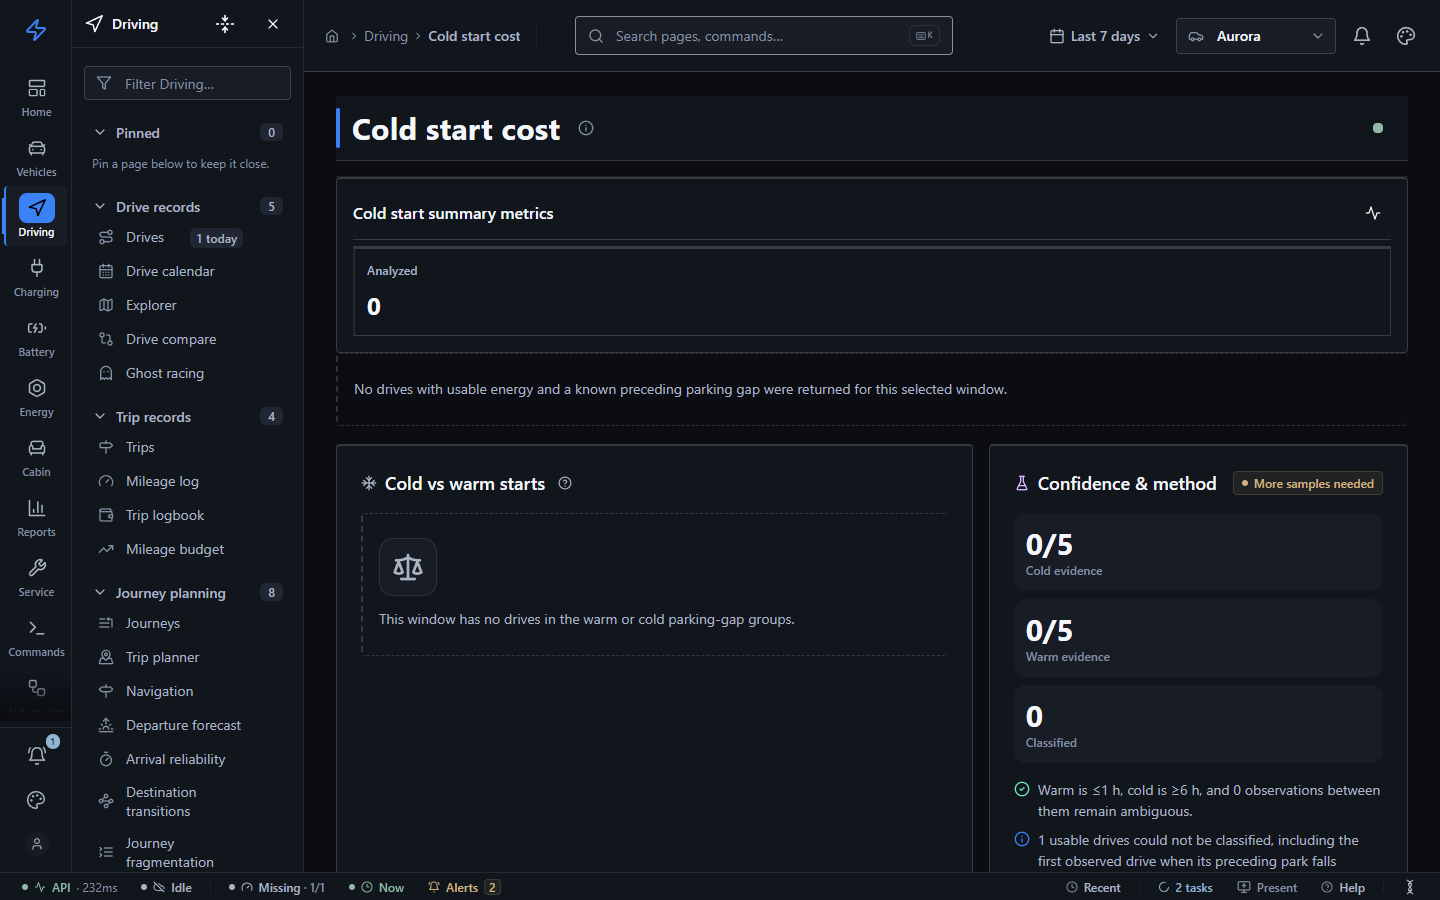 Driving
Driving
Cold start cost
Search pages, commands...
K
Last 7 days
Aurora
Home
Vehicles
Driving
Charging
Battery
Energy
Cabin
Reports
Service
Commands
1
Filter Driving...
Pinned
0
Pin a page below to keep it close.
Drive records
5
Drives
1 today
Drive calendar
Explorer
Drive compare
Ghost racing
Trip records
4
Trips
Mileage log
Trip logbook
Mileage budget
Journey planning
8
Journeys
Trip planner
Navigation
Departure forecast
Arrival reliability
Destination
transitions
Journey
fragmentation
Cold start cost
Cold start summary metrics
Analyzed
0
No drives with usable energy and a known preceding parking gap were returned for this selected window.
Cold vs warm starts
This window has no drives in the warm or cold parking-gap groups.
Confidence & method
More samples needed
0/5
Cold evidence
0/5
Warm evidence
0
Classified
Warm is ≤1 h, cold is ≥6 h, and 0 observations between
them remain ambiguous.
1 usable drives could not be classified, including the
first observed drive when its preceding park falls
API · 232ms
Idle
Missing · 1/1
Now
Alerts 2
Recent
2 tasks
Present
Help